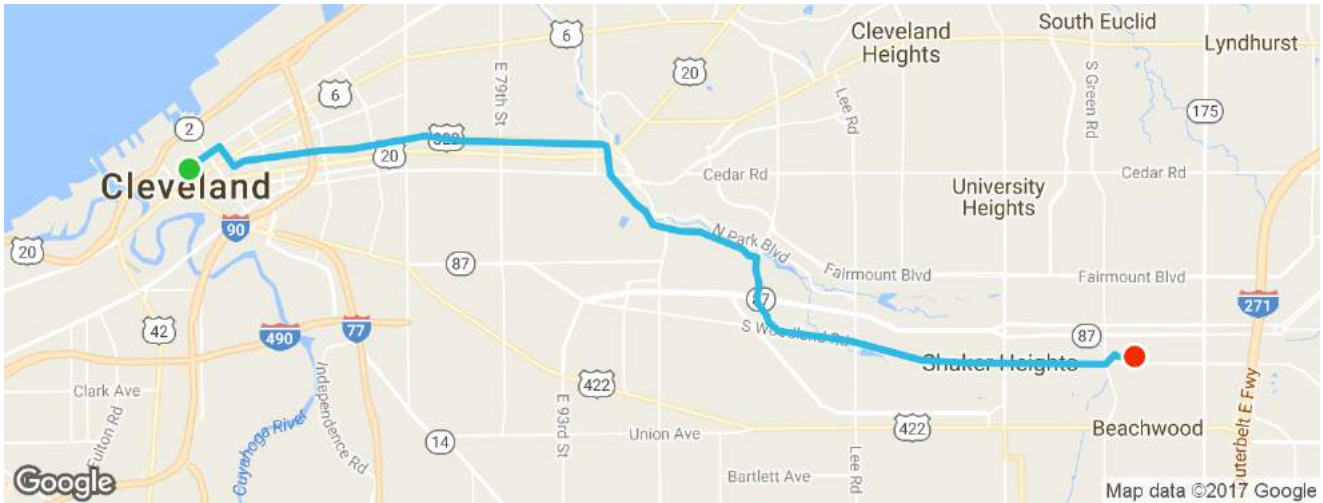 South Euclid
6
Cleveland
Heights
Lyndhurst
20
E 79th St
Lee Rd
S Green Rd
6
175
2
322
20
Cleveland
Cedar Rd
Cedar Rd
University
Heights
90
20
N Park Blvd
87
Fairmount Blvd
Fairmount Blvd
87
271
42
490
77
S Woodland Rd
87
Shaker Heights
Clark Ave
Independence Rd
422
E 93rd St
Outerbelt E Fwy
Fulton Rd
Cuyahoga River
14
Union Ave
422
Beachwood
Lee Rd
Bartlett Ave
Google
Map data ©2017 Google